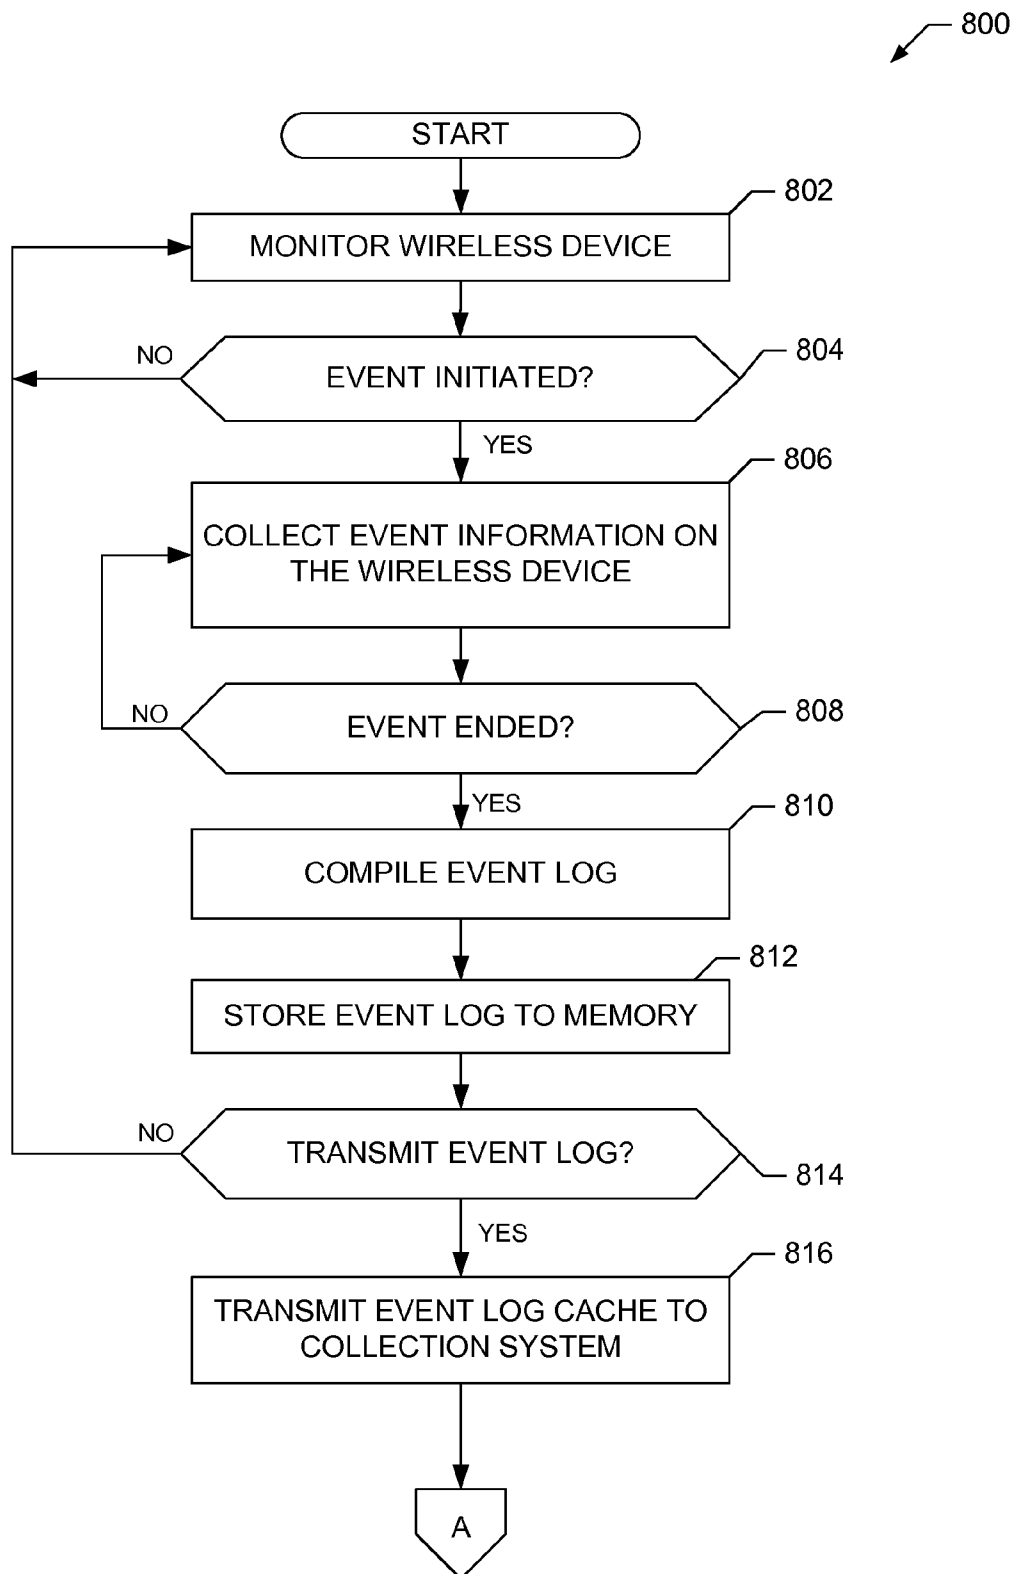 800
START
802
MONITOR WIRELESS DEVICE
804
NO
EVENT INITIATED?
YES
806
COLLECT EVENT INFORMATION ON
THE WIRELESS DEVICE
808
NO
EVENT ENDED?
YES
810
COMPILE EVENT LOG
812
STORE EVENT LOG TO MEMORY
NO
TRANSMIT EVENT LOG?
814
YES
816
TRANSMIT EVENT LOG CACHE TO
COLLECTION SYSTEM
A